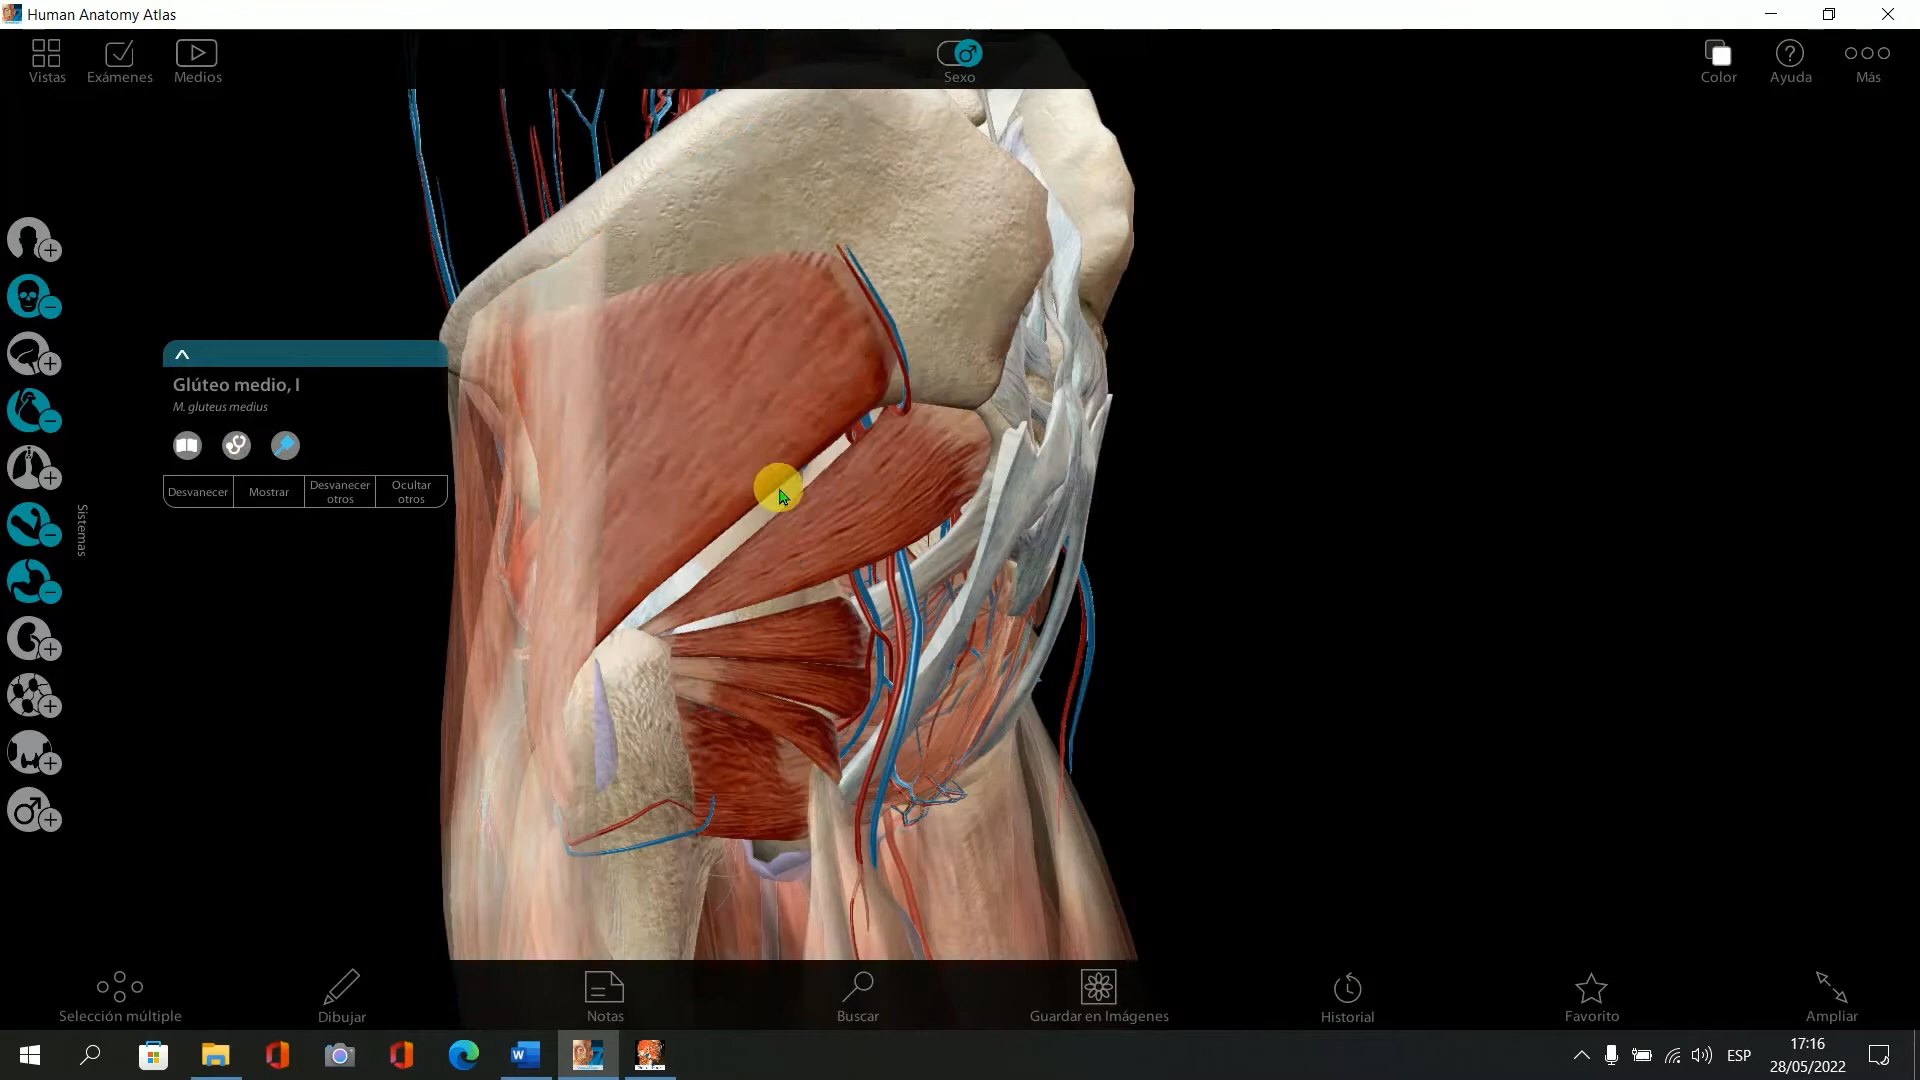 Human Anatomy Atlas
Vistas
Exámenes
Medios
Sexo
Color
Ayuda
Más
Sistemas
Glúteo medio, I
M. gluteus medius
Desvanecer
Mostrar
Desvanecer otros
Ocultar otros
Selección múltiple
Dibujar
Notas
Buscar
Guardar en Imágenes
Historial
Favorito
Ampliar
ESP
17:16
28/05/2022